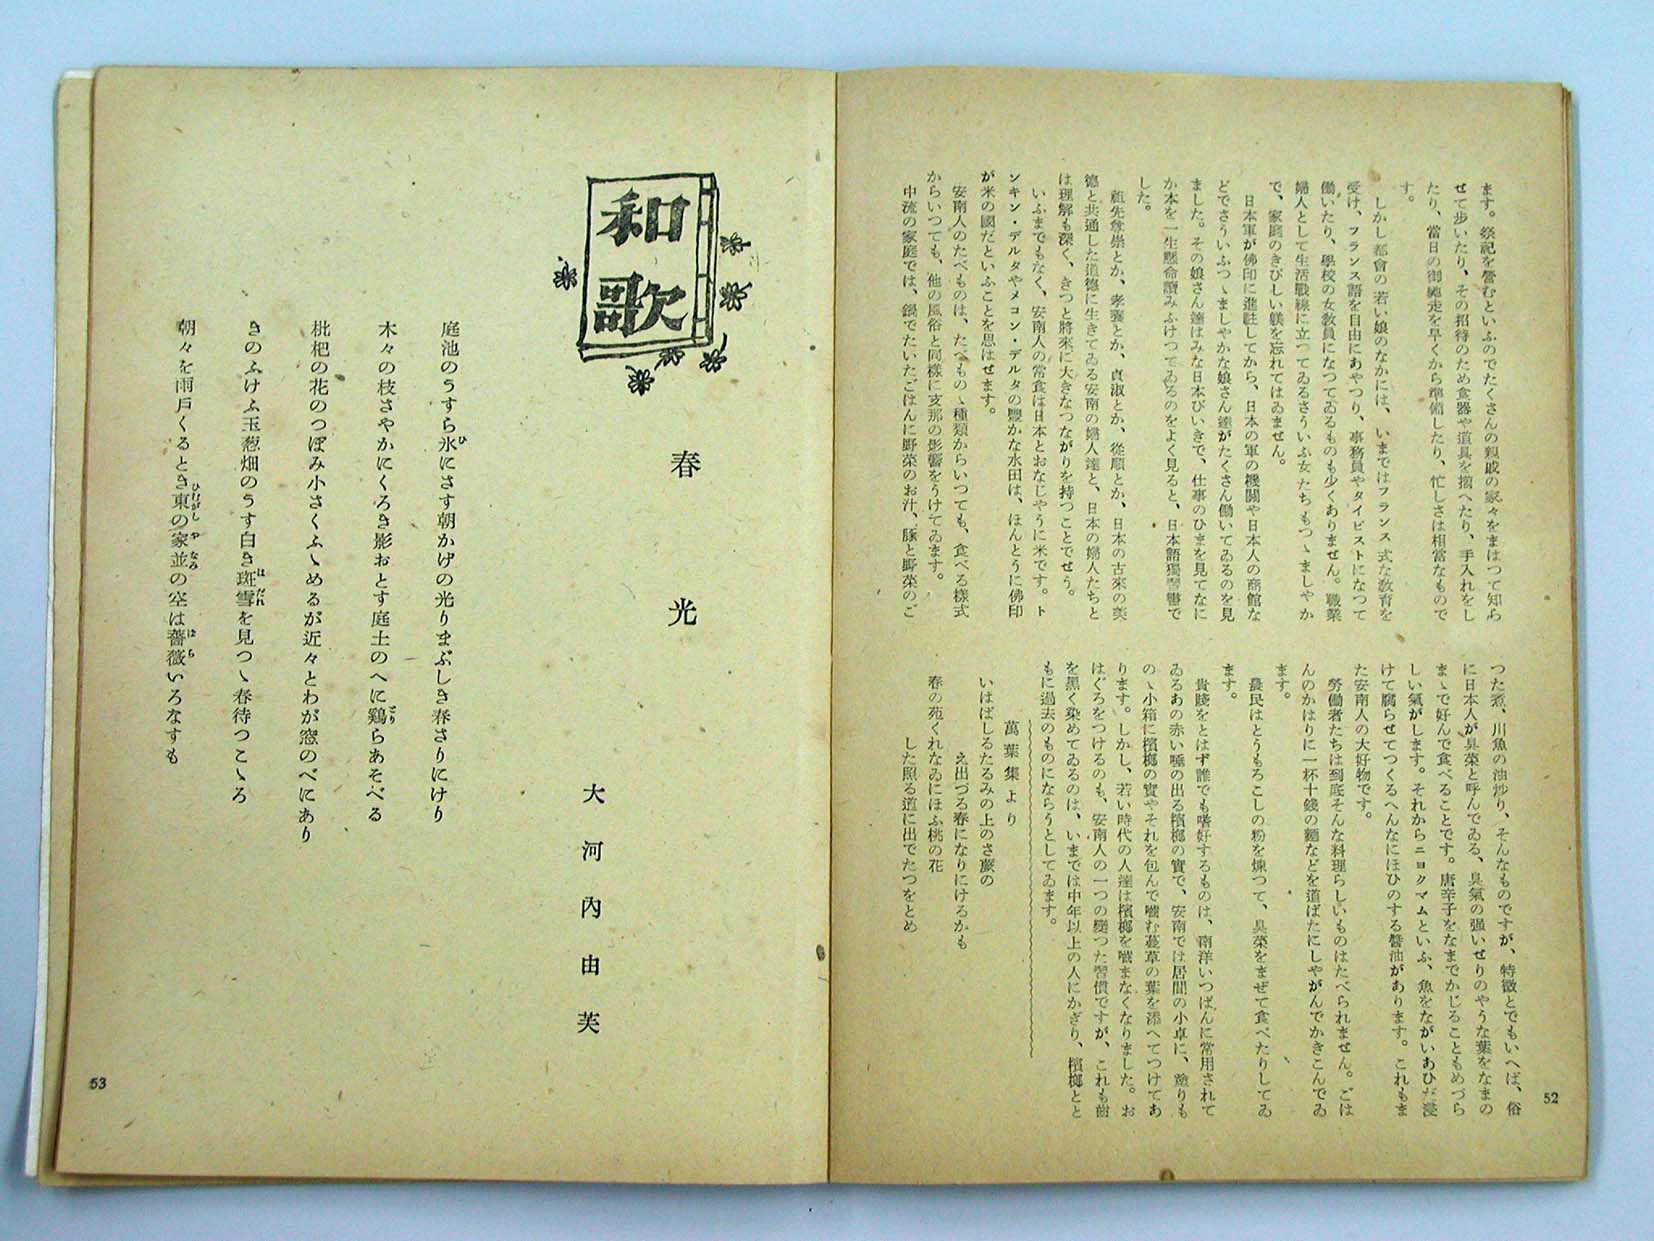 ます。祭祀を營むといふのでたくさんの親戚の家々をまはつて知ら
せて歩いたり、その招待のため食器や道具を揃へたり、手入れをし
たり、當日の御馳走を早くから準備したり、忙しさは相當なもので
す。
しかし都會の若い娘のなかには、いまではフランス式な教育を
受け、フランス語を自由にあやつり、事務員やタイピストになつて
働いたり、學校の女教員になつてゐるものも少くありません。職業
婦人として生活戰線に立つてゐるさういふ女たちもつゝましやか
で、家庭のきびしい躾を忘れてはゐません。
日本軍が佛印に進駐してから、日本の軍の機關や日本人の商館な
どでさういふつゝましやかな娘さん達がたくさん働いてゐるのを見
ました。その娘さん達はみな日本びいきで、仕事のひまを見てなに
か本を一生懸命讀みふけつてゐるのをよく見ると、日本語獨習書で
した。
祖先尊崇とか、孝養とか、貞淑とか、從順とか、日本の古來の美
德と共通した道德に生きてゐる安南の婦人達と、日本の婦人たちと
は理解も深く、きつと將來に大きなつながりを持つことでせう。
いふまでもなく、安南人の常食は日本とおなじやうに米です。ト
ンキン・デルタやメコン・デルタの豐かな水田は、ほんとうに佛印
が米の國だといふことを思はせます。
安南人のたべものは、たべものゝ種類からいつても、食べる樣式
からいつても、他の風俗と同樣に支那の影響をうけてゐます。
中流の家庭では、鍋でたいたごはんに野菜のお汁、豚と野菜のご
つた煮、川魚の油炒り、そんなものですが、特徵とでもいへば、俗
に日本人が臭菜と呼んでゐる、臭氣の强いせりのやうな葉をなまの
まゝで好んで食べることです。唐辛子をなまでかじることもめづら
しい氣がします。それからニヨクマムといふ、魚をながいあひだ浸
けて腐らせてつくるへんなにほひのする醬油があります。これもま
た安南人の大好物です。
勞働者たちは到底そんな料理らしいものはたべられません。ごは
んのかはりに一杯十錢の麵などを道ばたにしやがんでかきこんでゐ
ます。
農民はとうもろこしの粉を煉つて、臭菜をまぜて食べたりしてゐ
ます。
貴賤をとはず誰でも嗜好するものは、南洋いつぱんに常用されて
ゐるあの赤い唾の出る檳榔の實で、安南では居間の小卓に、塗りも
のゝ小箱に檳榔の實やそれを包んで嚙む蔓草の葉を添へてつけてあ
ります。しかし、若い時代の人達は檳榔を嚙まなくなりました。お
はぐろをつけるのも、安南人の一つの變つた習慣ですが、これも齒
を黑く染めてゐるのは、いまでは中年以上の人にかぎり、檳榔とと
もに過去のものにならうとしてゐます。
萬葉集より
いはばしるたるみの上のさ蕨の
え出づる春になりにけるかも
春の苑くれなゐにほふ桃の花
した照る道に出でたつをとめ
52
和歌
春光
大河內由芙
庭池のうすら氷にさす朝かげの光りまぶしき春さりにけり
木々の枝さやかにくろき影おとす庭土のへに鷄らあそべる
枇杷の花のつぼみ小さくふゝめるが近々とわが窓のべにあり
きのふけふ玉葱畑のうす白き斑雪を見つゝ春待つこゝろ
朝々を雨戶くるとき東の家並の空は薔薇いろなすも
53